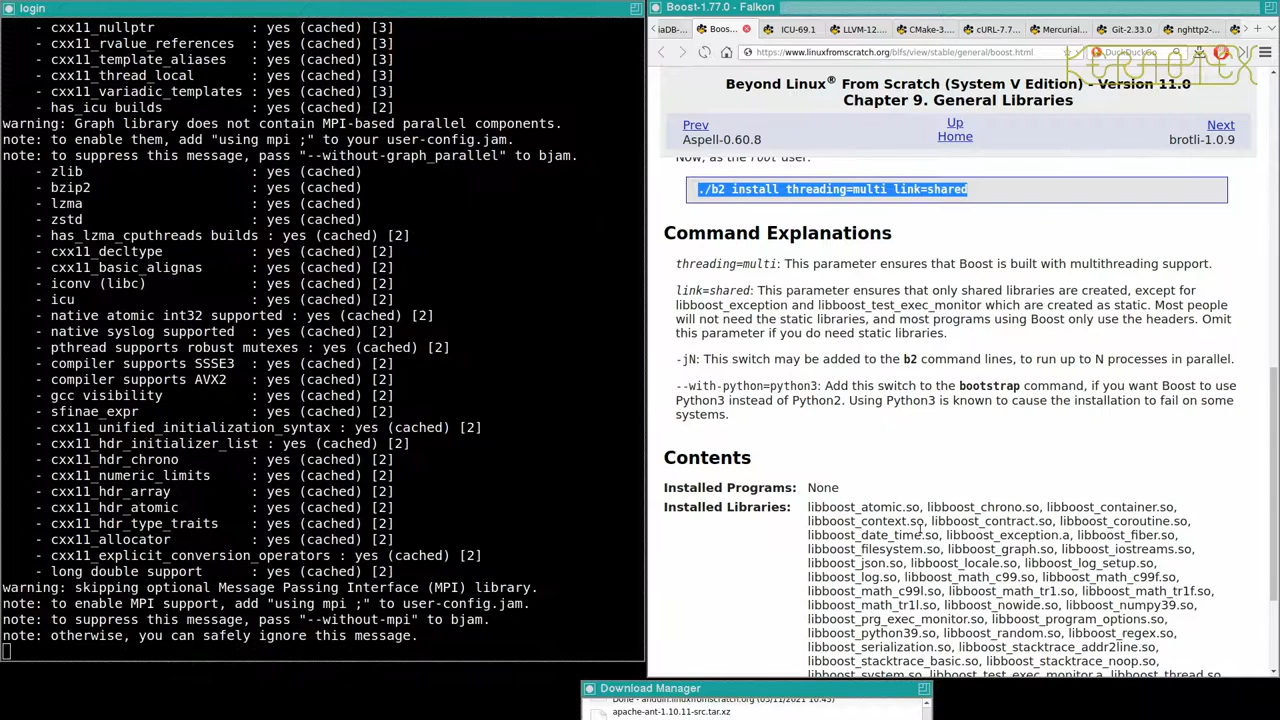 login
- cxx11_nullptr : yes (cached) [3]
- cxx11_rvalue_references : yes (cached) [3]
- cxx11_template_aliases : yes (cached) [3]
- cxx11_thread_local : yes (cached) [3]
- cxx11_variadic_templates : yes (cached) [3]
- has_icu builds : yes (cached) [3]
warning: Graph library does not contain MPI-based parallel components.
note: to enable them, add "using mpi ;" to your user-config.jam.
note: to suppress this message, pass "--without-graph_parallel" to bjam.
- zlib : yes (cached)
- bzip2 : yes (cached)
- lzma : yes (cached)
- zstd : yes (cached)
- has_lzma_cputhreads builds : yes (cached) [2]
- cxx11_decltype : yes (cached) [2]
- cxx11_basic_alignas : yes (cached) [2]
- iconv (libc) : yes (cached) [2]
- icu : yes (cached) [2]
- native atomic int32 supported : yes (cached) [2]
- native syslog supported : yes (cached) [2]
- pthread supports robust mutexes : yes (cached) [2]
- compiler supports SSSE3 : yes (cached) [2]
- compiler supports AVX2 : yes (cached) [2]
- gcc visibility : yes (cached) [2]
- sfinae_expr : yes (cached) [2]
- cxx11_unified_initialization_syntax : yes (cached) [2]
- cxx11_hdr_initializer_list : yes (cached) [2]
- cxx11_hdr_chrono : yes (cached) [2]
- cxx11_numeric_limits : yes (cached) [2]
- cxx11_hdr_array : yes (cached) [2]
- cxx11_hdr_atomic : yes (cached) [2]
- cxx11_hdr_type_traits : yes (cached) [2]
- cxx11_allocator : yes (cached) [2]
- cxx11_explicit_conversion_operators : yes (cached) [2]
- long double support : yes (cached) [2]
warning: skipping optional Message Passing Interface (MPI) library.
note: to enable MPI support, add "using mpi ;" to user-config.jam.
note: to suppress this message, pass "--without-mpi" to bjam.
note: otherwise, you can safely ignore this message.
Boost-1.77.0 - Falkon
iaDB- Boos... ICU-69.1 LLVM-12.... CMake-3.... cURL-7.7... Mercurial... Git-2.33.0 nghttp2-...
https://www.linuxfromscratch.org/blfs/view/stable/general/boost.html DuckDuckGo
KERNOTEX
Beyond Linux® From Scratch (System V Edition) - Version 11.0
Chapter 9. General Libraries
Prev Up Next
Aspell-0.60.8 Home brotli-1.0.9
Now, as the root user:
./b2 install threading=multi link=shared
Command Explanations
threading=multi: This parameter ensures that Boost is built with multithreading support.
link=shared: This parameter ensures that only shared libraries are created, except for
libboost_exception and libboost_test_exec_monitor which are created as static. Most people
will not need the static libraries, and most programs using Boost only use the headers. Omit
this parameter if you do need static libraries.
-jN: This switch may be added to the b2 command lines, to run up to N processes in parallel.
--with-python=python3: Add this switch to the bootstrap command, if you want Boost to use
Python3 instead of Python2. Using Python3 is known to cause the installation to fail on some
systems.
Contents
Installed Programs: None
Installed Libraries: libboost_atomic.so, libboost_chrono.so, libboost_container.so,
libboost_context.so, libboost_contract.so, libboost_coroutine.so,
libboost_date_time.so, libboost_exception.a, libboost_fiber.so,
libboost_filesystem.so, libboost_graph.so, libboost_iostreams.so,
libboost_json.so, libboost_locale.so, libboost_log_setup.so,
libboost_log.so, libboost_math_c99.so, libboost_math_c99f.so,
libboost_math_c99l.so, libboost_math_tr1.so, libboost_math_tr1f.so,
libboost_math_tr1l.so, libboost_nowide.so, libboost_numpy39.so,
libboost_prg_exec_monitor.so, libboost_program_options.so,
libboost_python39.so, libboost_random.so, libboost_regex.so,
libboost_serialization.so, libboost_stacktrace_addr2line.so,
libboost_stacktrace_basic.so, libboost_stacktrace_noop.so,
libboost_system.so, libboost_test_exec_monitor.a, libboost_thread.so,
Download Manager
Done - anduin.linuxfromscratch.org (05/11/2021 10:45)
apache-ant-1.10.11-src.tar.xz